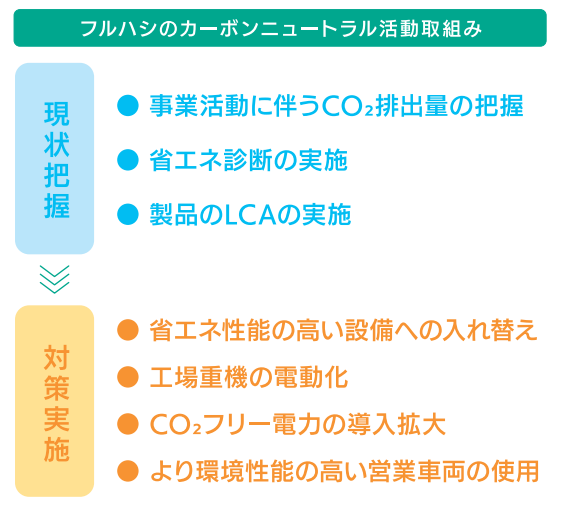 フルハシのカーボンニュートラル活動取組み
現状把握
● 事業活動に伴うCO₂排出量の把握
● 省エネ診断の実施
● 製品のLCAの実施
対策実施
● 省エネ性能の高い設備への入れ替え
● 工場重機の電動化
● CO₂フリー電力の導入拡大
● より環境性能の高い営業車両の使用